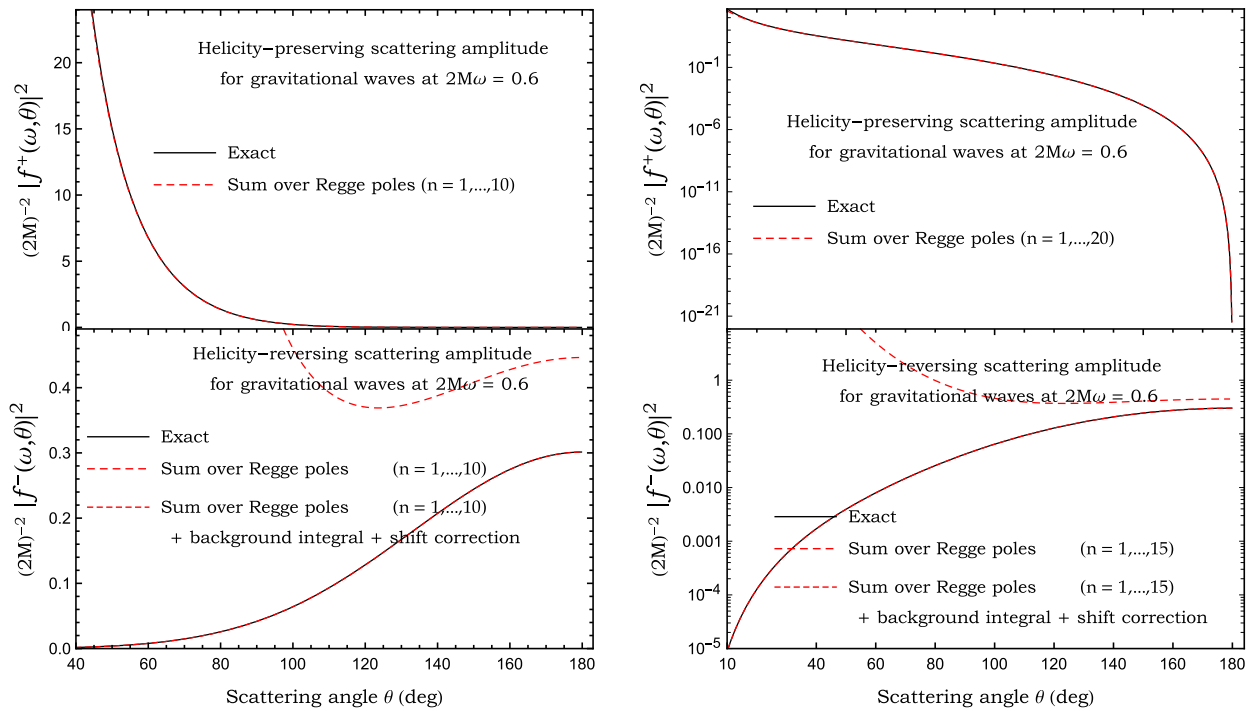 Helicity−preserving scattering amplitude
for gravitational waves at 2Mω = 0.6
Exact
Sum over Regge poles (n = 1,...,10)
(2M)⁻² |f⁺(ω,θ)|²
20
15
10
5
0
Helicity−reversing scattering amplitude
for gravitational waves at 2Mω = 0.6
Exact
Sum over Regge poles (n = 1,...,10)
Sum over Regge poles (n = 1,...,10)
+ background integral + shift correction
(2M)⁻² |f⁻(ω,θ)|²
0.4
0.3
0.2
0.1
0.0
40 60 80 100 120 140 160 180
Scattering angle θ (deg)
Helicity−preserving scattering amplitude
for gravitational waves at 2Mω = 0.6
Exact
Sum over Regge poles (n = 1,...,20)
(2M)⁻² |f⁺(ω,θ)|²
10⁻¹
10⁻⁶
10⁻¹¹
10⁻¹⁶
10⁻²¹
Helicity−reversing scattering amplitude
for gravitational waves at 2Mω = 0.6
Exact
Sum over Regge poles (n = 1,...,15)
Sum over Regge poles (n = 1,...,15)
+ background integral + shift correction
(2M)⁻² |f⁻(ω,θ)|²
1
0.100
0.010
0.001
10⁻⁴
10⁻⁵
10 40 60 80 100 120 140 160 180
Scattering angle θ (deg)